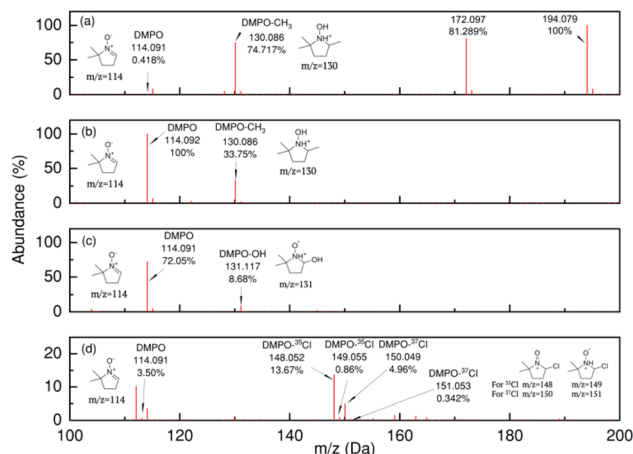 Abundance (%)
(a)
DMPO
114.091
0.418%
m/z=114
DMPO-CH3
130.086
74.717%
OH
NH+
m/z=130
172.097
81.289%
194.079
100%
O-
N+
100
50
0
(b)
DMPO
114.092
100%
m/z=114
DMPO-CH3
130.086
33.75%
OH
NH+
m/z=130
O-
N+
100
50
0
(c)
DMPO
114.091
72.05%
m/z=114
DMPO-OH
131.117
8.68%
O•
NH+
OH
m/z=131
O-
N+
100
50
0
(d)
DMPO
114.091
3.50%
m/z=114
DMPO-35Cl
148.052
13.67%
DMPO-35Cl
149.055
0.86%
DMPO-37Cl
150.049
4.96%
DMPO-37Cl
151.053
0.342%
O
N+
Cl
O•
NH+
Cl
For 35Cl m/z=148 m/z=149
For 37Cl m/z=150 m/z=151
O-
N+
20
10
0
100 120 140 160 180 200
m/z (Da)